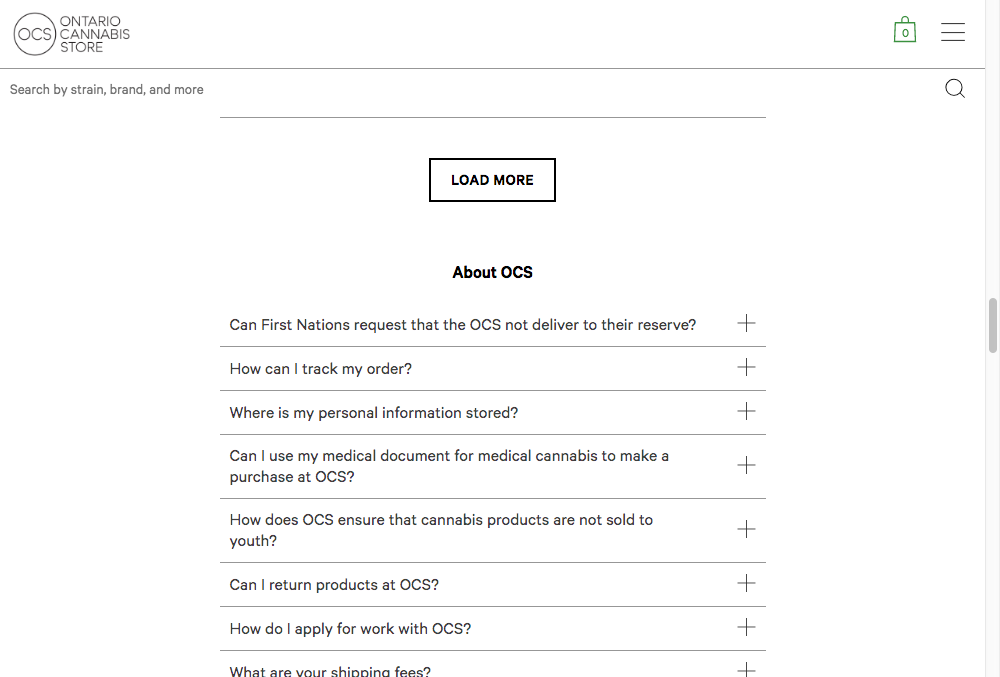 OCS
ONTARIO
CANNABIS
STORE
0
Search by strain, brand, and more
LOAD MORE
About OCS
Can First Nations request that the OCS not deliver to their reserve?
How can I track my order?
Where is my personal information stored?
Can I use my medical document for medical cannabis to make a
purchase at OCS?
How does OCS ensure that cannabis products are not sold to
youth?
Can I return products at OCS?
How do I apply for work with OCS?
What are your shipping fees?